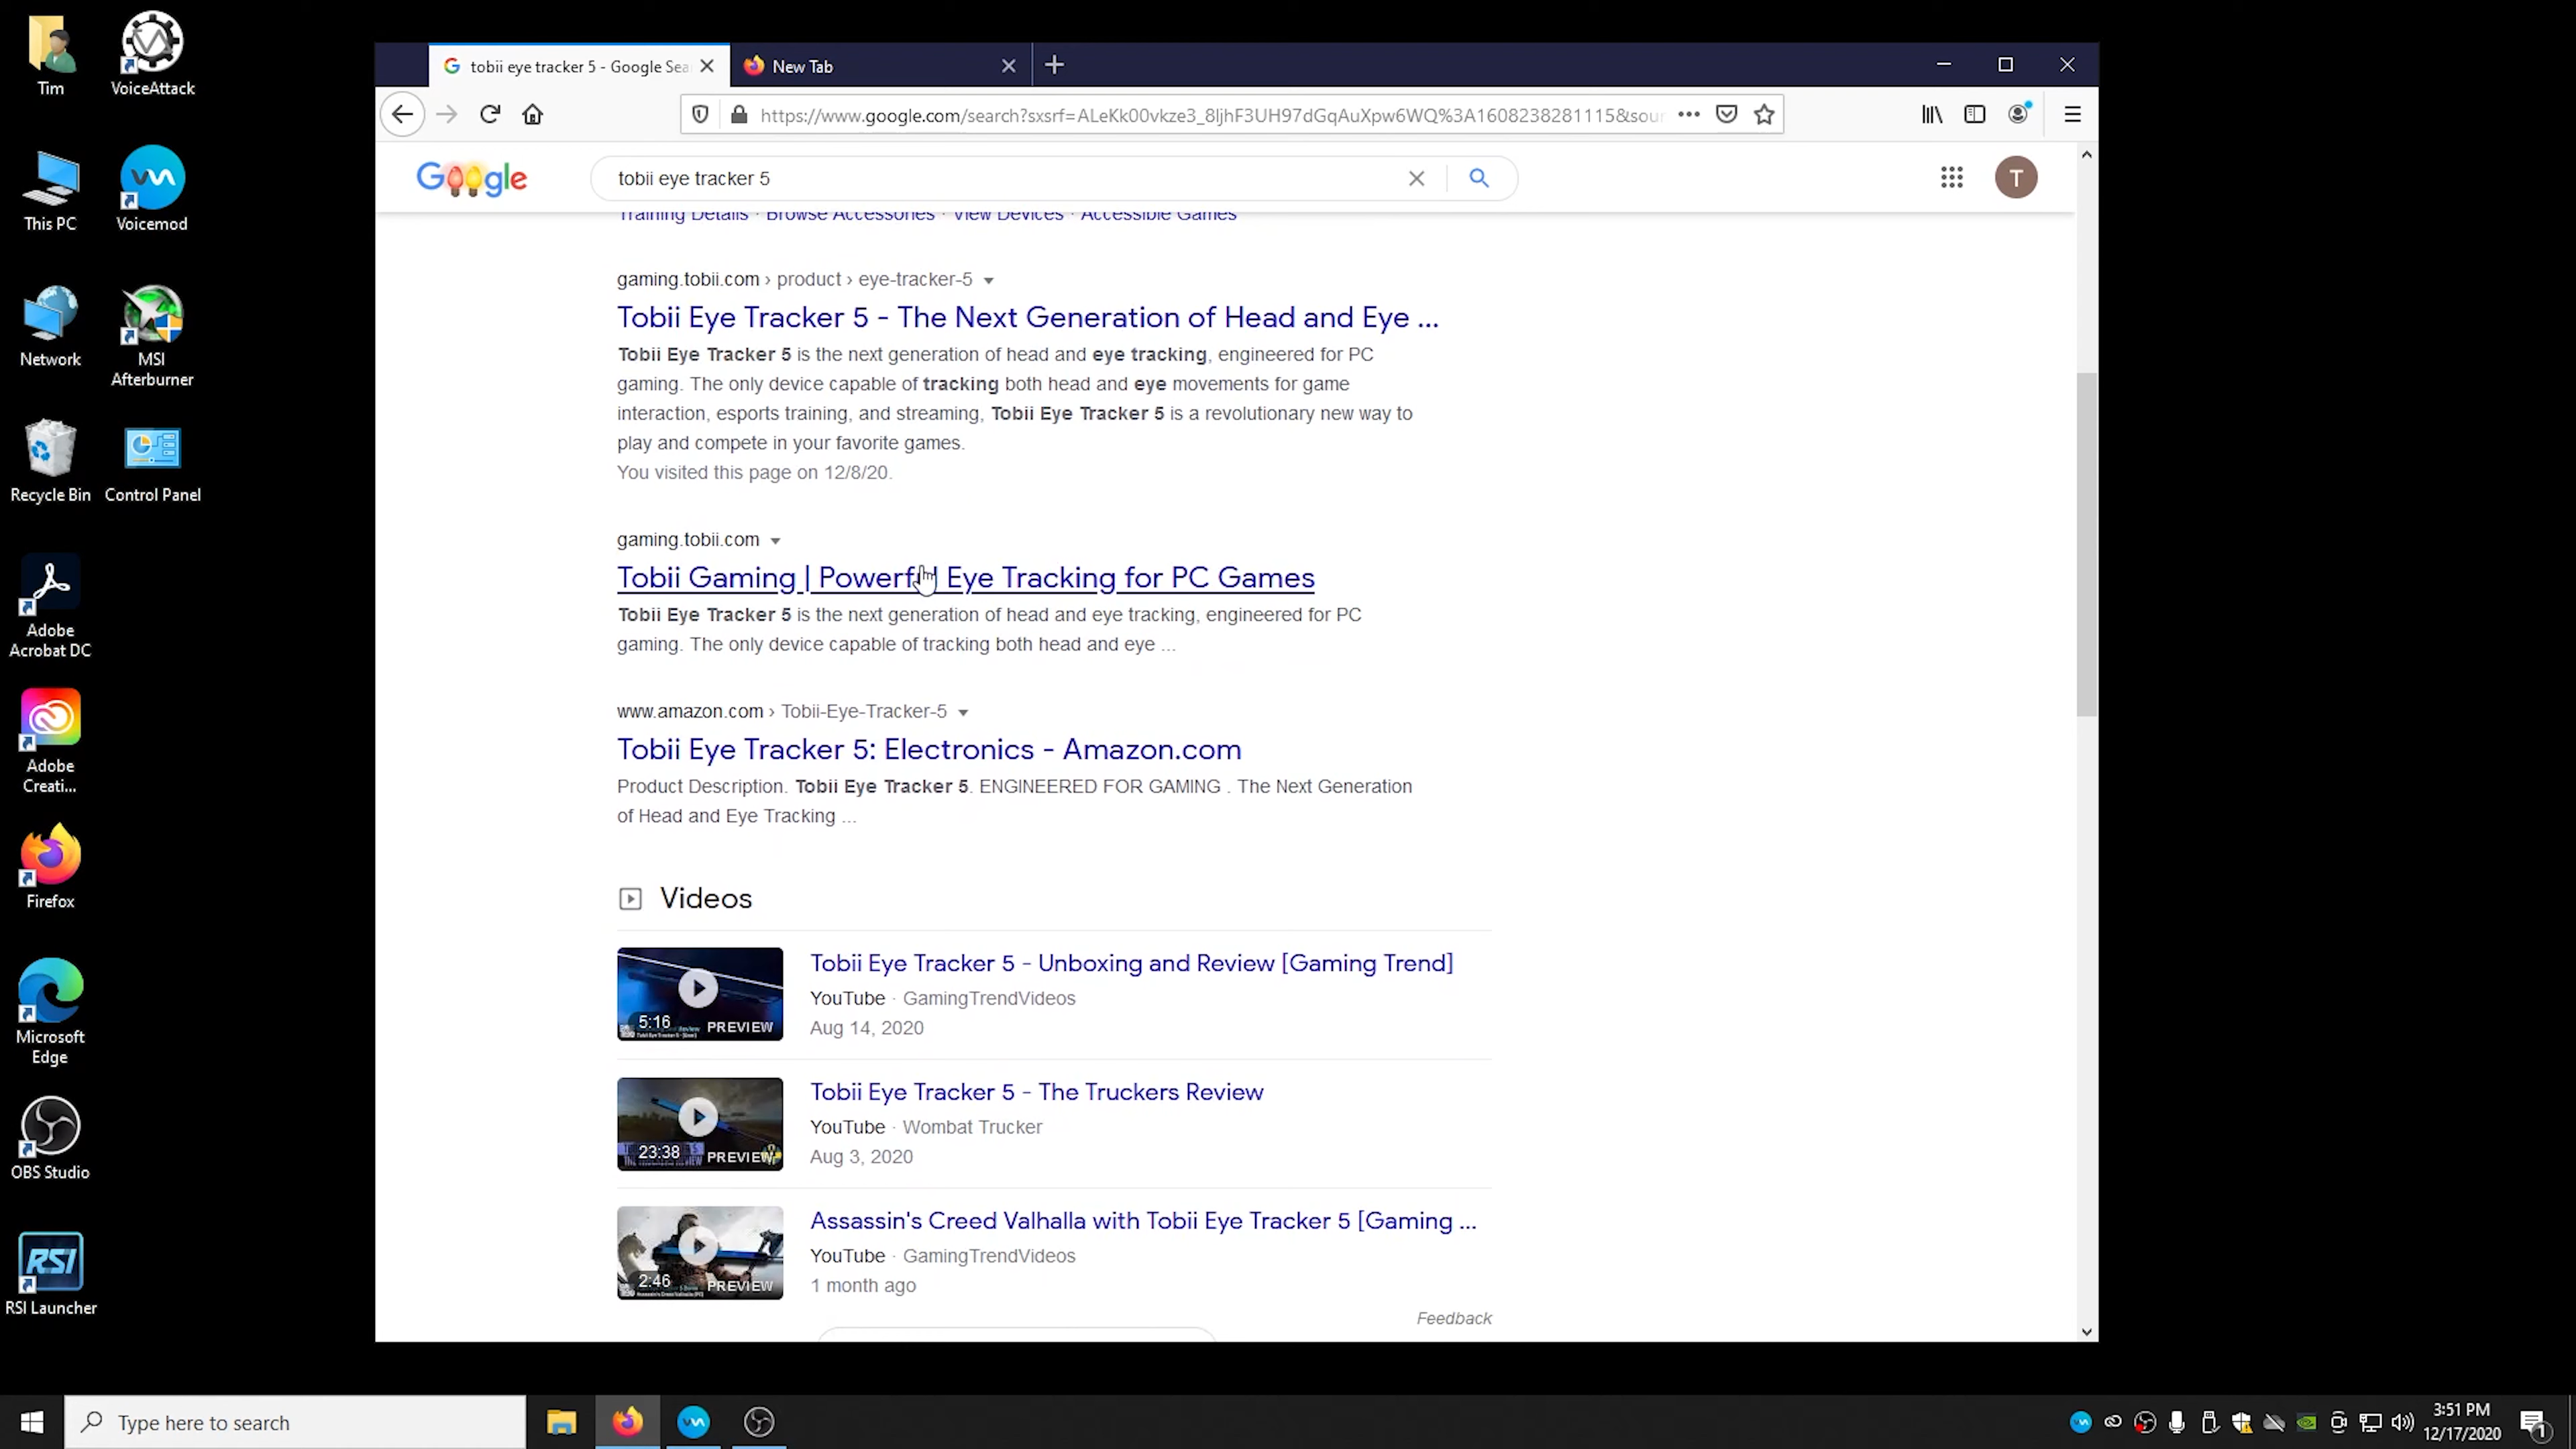 Tim
VoiceAttack
This PC
Voicemod
Network
MSI
Afterburner
Recycle Bin
Control Panel
Adobe
Acrobat DC
Adobe
Creati...
Firefox
Microsoft
Edge
OBS Studio
RSI
RSI Launcher
tobii eye tracker 5 - Google Sea
New Tab
https://www.google.com/search?sxsrf=ALeKk00vkze3_8ljhF3UH97dGqAuXpw6WQ%3A1608238281115&sour
Google
tobii eye tracker 5
T
Training Details · Browse Accessories · View Devices · Accessible Games
gaming.tobii.com › product › eye-tracker-5
Tobii Eye Tracker 5 - The Next Generation of Head and Eye ...
Tobii Eye Tracker 5 is the next generation of head and eye tracking, engineered for PC
gaming. The only device capable of tracking both head and eye movements for game
interaction, esports training, and streaming, Tobii Eye Tracker 5 is a revolutionary new way to
play and compete in your favorite games.
You visited this page on 12/8/20.
gaming.tobii.com
Tobii Gaming | Powerful Eye Tracking for PC Games
Tobii Eye Tracker 5 is the next generation of head and eye tracking, engineered for PC
gaming. The only device capable of tracking both head and eye ...
www.amazon.com › Tobii-Eye-Tracker-5
Tobii Eye Tracker 5: Electronics - Amazon.com
Product Description. Tobii Eye Tracker 5. ENGINEERED FOR GAMING . The Next Generation
of Head and Eye Tracking ...
Videos
5:16 PREVIEW
Tobii Eye Tracker 5 - Unboxing and Review [Gaming Trend]
YouTube · GamingTrendVideos
Aug 14, 2020
23:38 PREVIEW
Tobii Eye Tracker 5 - The Truckers Review
YouTube · Wombat Trucker
Aug 3, 2020
2:46 PREVIEW
Assassin's Creed Valhalla with Tobii Eye Tracker 5 [Gaming ...
YouTube · GamingTrendVideos
1 month ago
Feedback
Type here to search
3:51 PM
12/17/2020
1